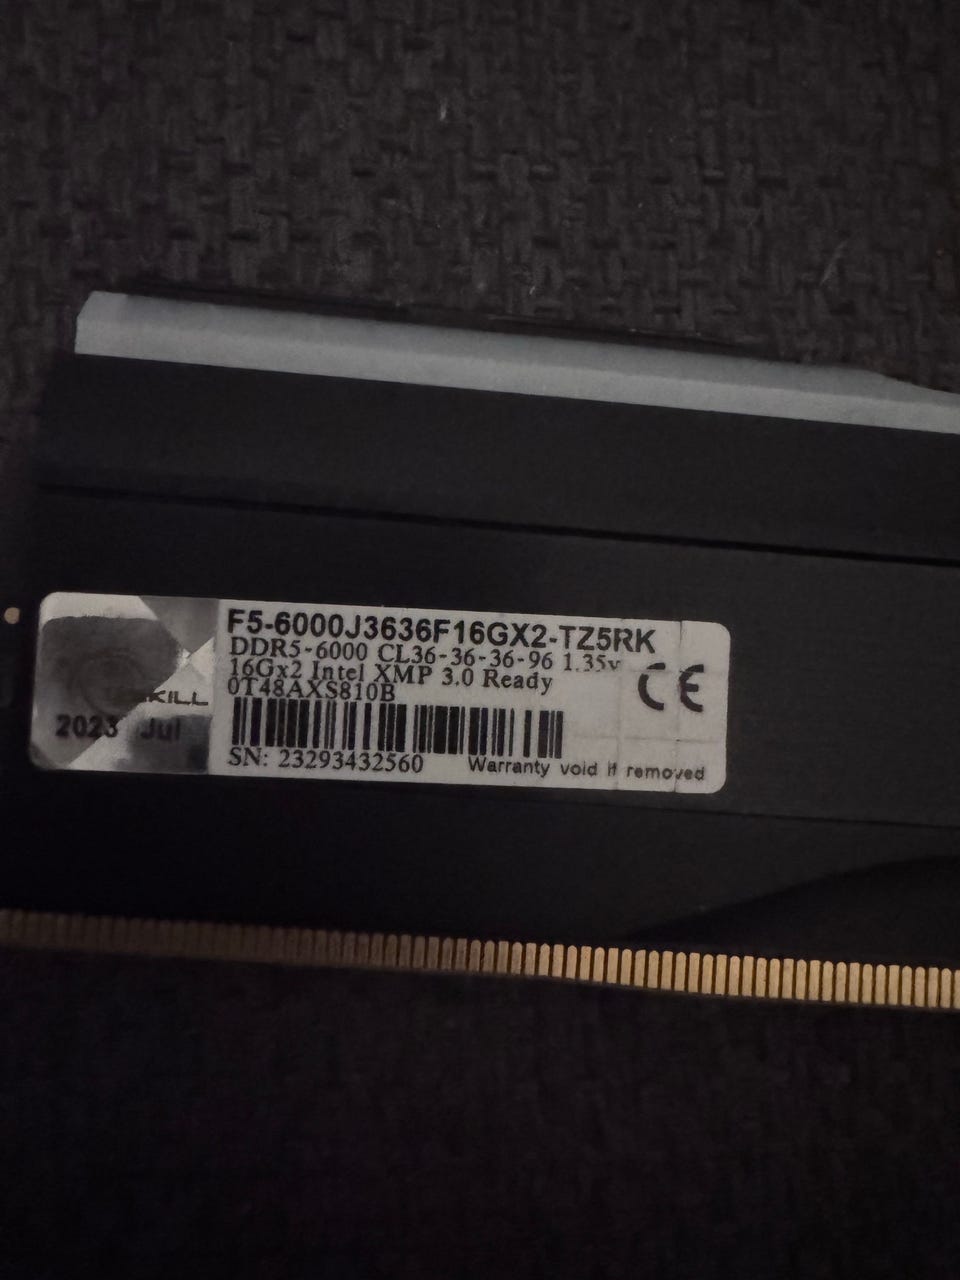 F5-6000J3636F16GX2-TZ5RK
DDR5-6000 CL36-36-36-96 1.35v
16Gx2 Intel XMP 3.0 Ready
0T48AXS810B
CE
SKILL
2023 Jul
SN: 23293432560
Warranty void if removed